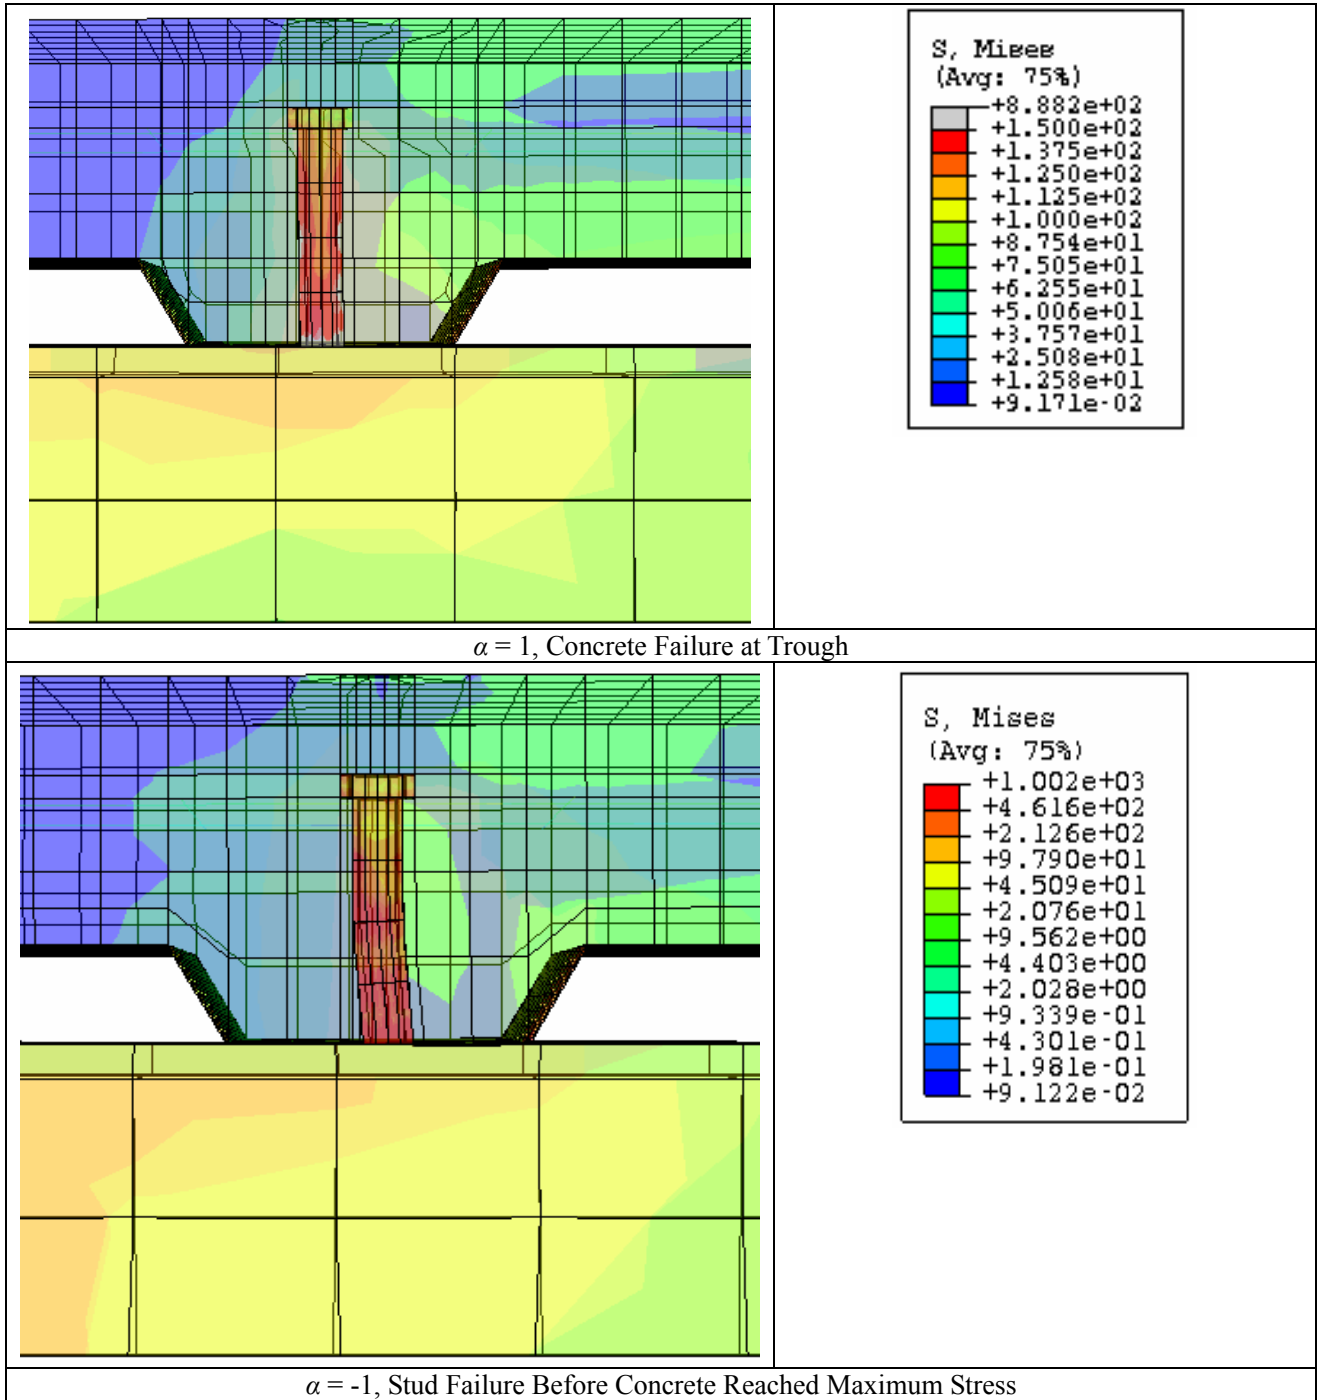 S, Mises
(Avg: 75%)
+8.882e+02
+1.500e+02
+1.375e+02
+1.250e+02
+1.125e+02
+1.000e+02
+8.754e+01
+7.505e+01
+6.255e+01
+5.006e+01
+3.757e+01
+2.508e+01
+1.258e+01
+9.171e-02
α = 1, Concrete Failure at Trough
S, Mises
(Avg: 75%)
+1.002e+03
+4.616e+02
+2.126e+02
+9.790e+01
+4.509e+01
+2.076e+01
+9.562e+00
+4.403e+00
+2.028e+00
+9.339e-01
+4.301e-01
+1.981e-01
+9.122e-02
α = -1, Stud Failure Before Concrete Reached Maximum Stress